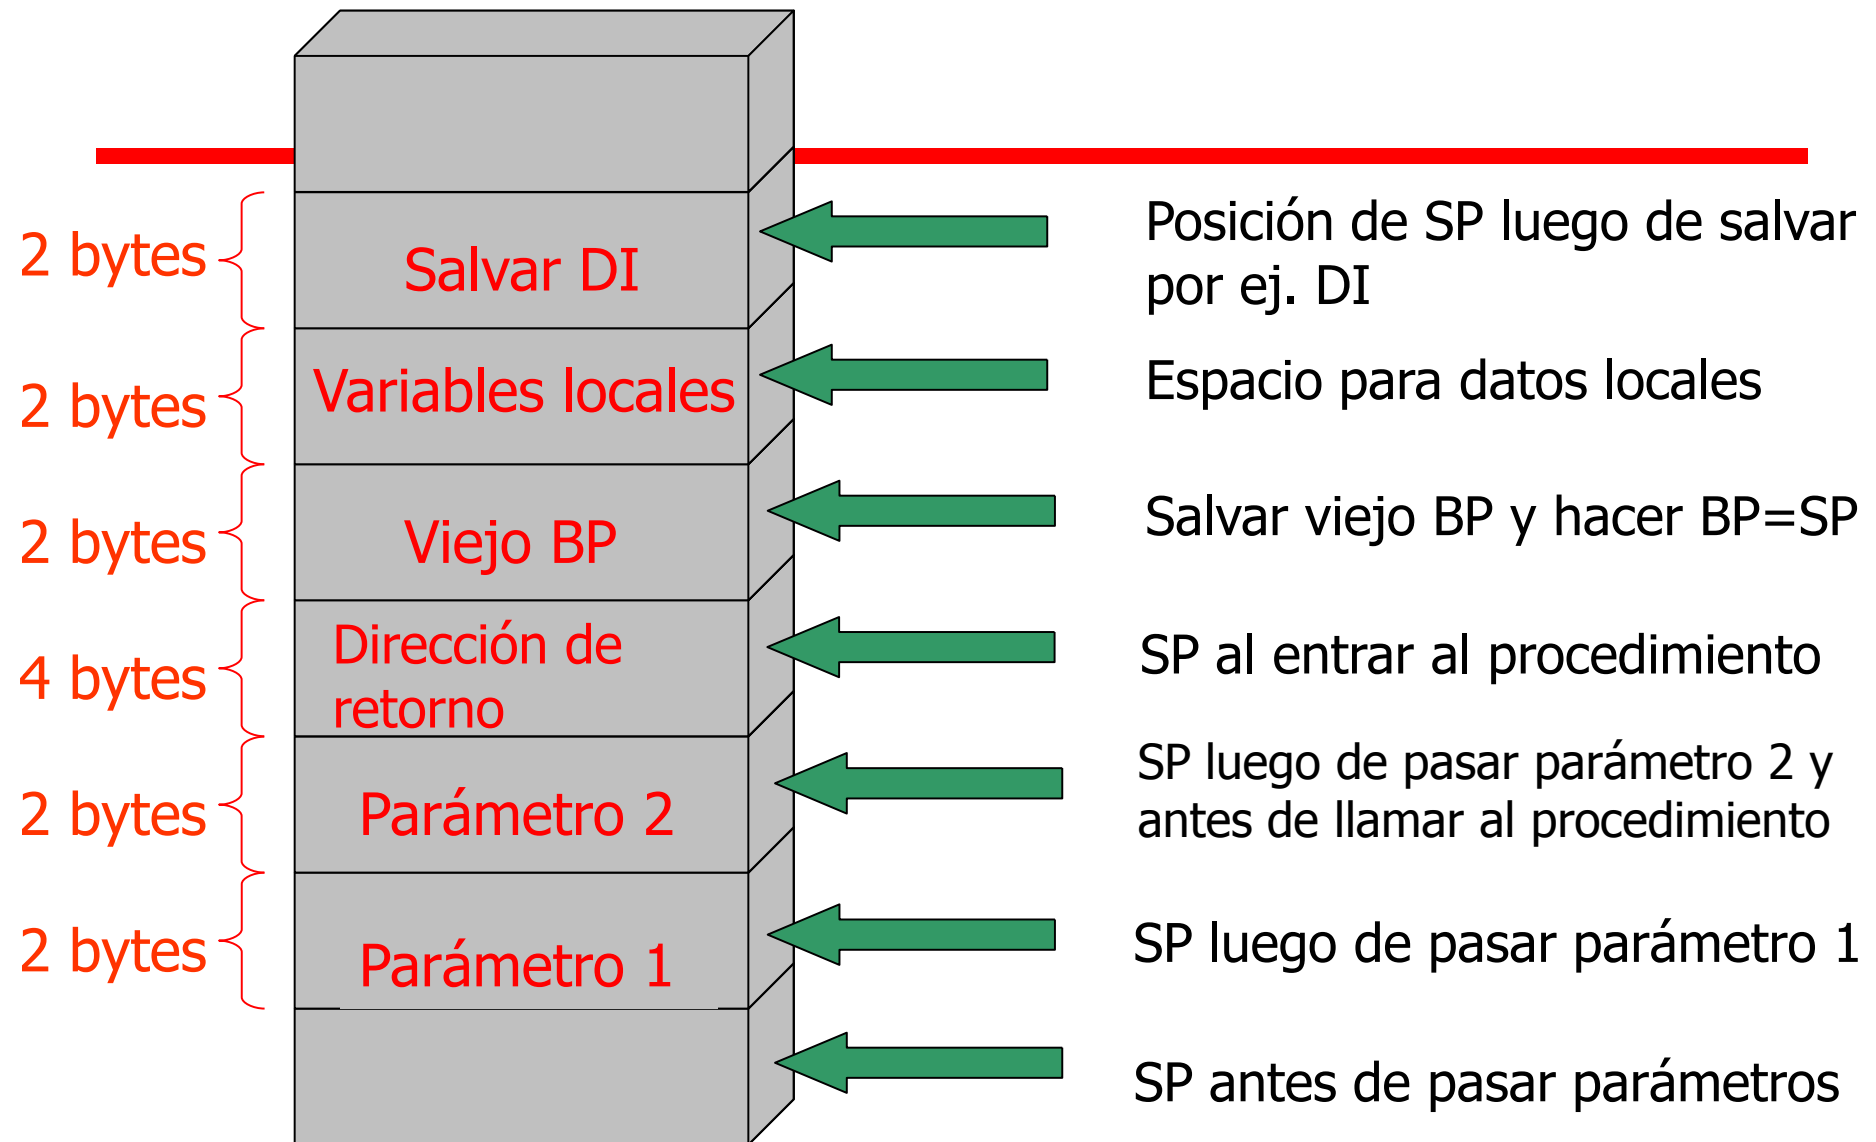 2 bytes
Salvar DI
Posición de SP luego de salvar
por ej. DI
2 bytes
Variables locales
Espacio para datos locales
2 bytes
Viejo BP
Salvar viejo BP y hacer BP=SP
4 bytes
Dirección de
retorno
SP al entrar al procedimiento
2 bytes
Parámetro 2
SP luego de pasar parámetro 2 y
antes de llamar al procedimiento
2 bytes
Parámetro 1
SP luego de pasar parámetro 1
SP antes de pasar parámetros